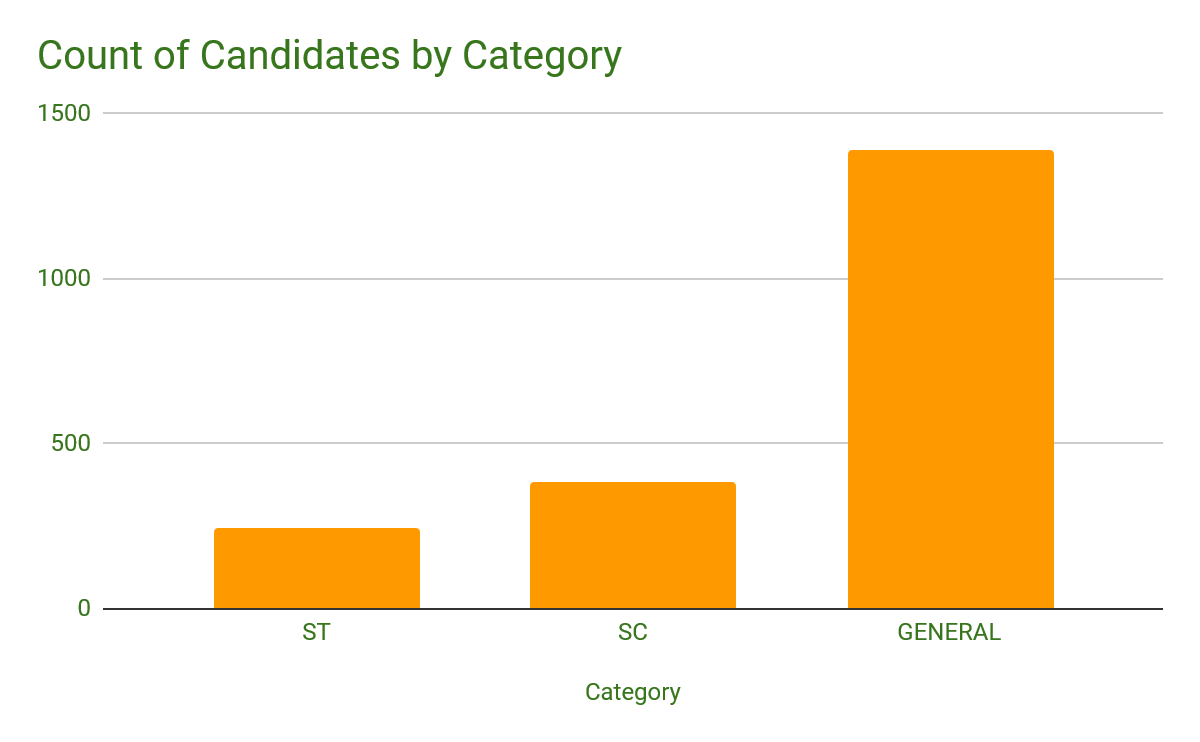 Count of Candidates by Category
1500
1000
500
0
ST SC GENERAL
Category